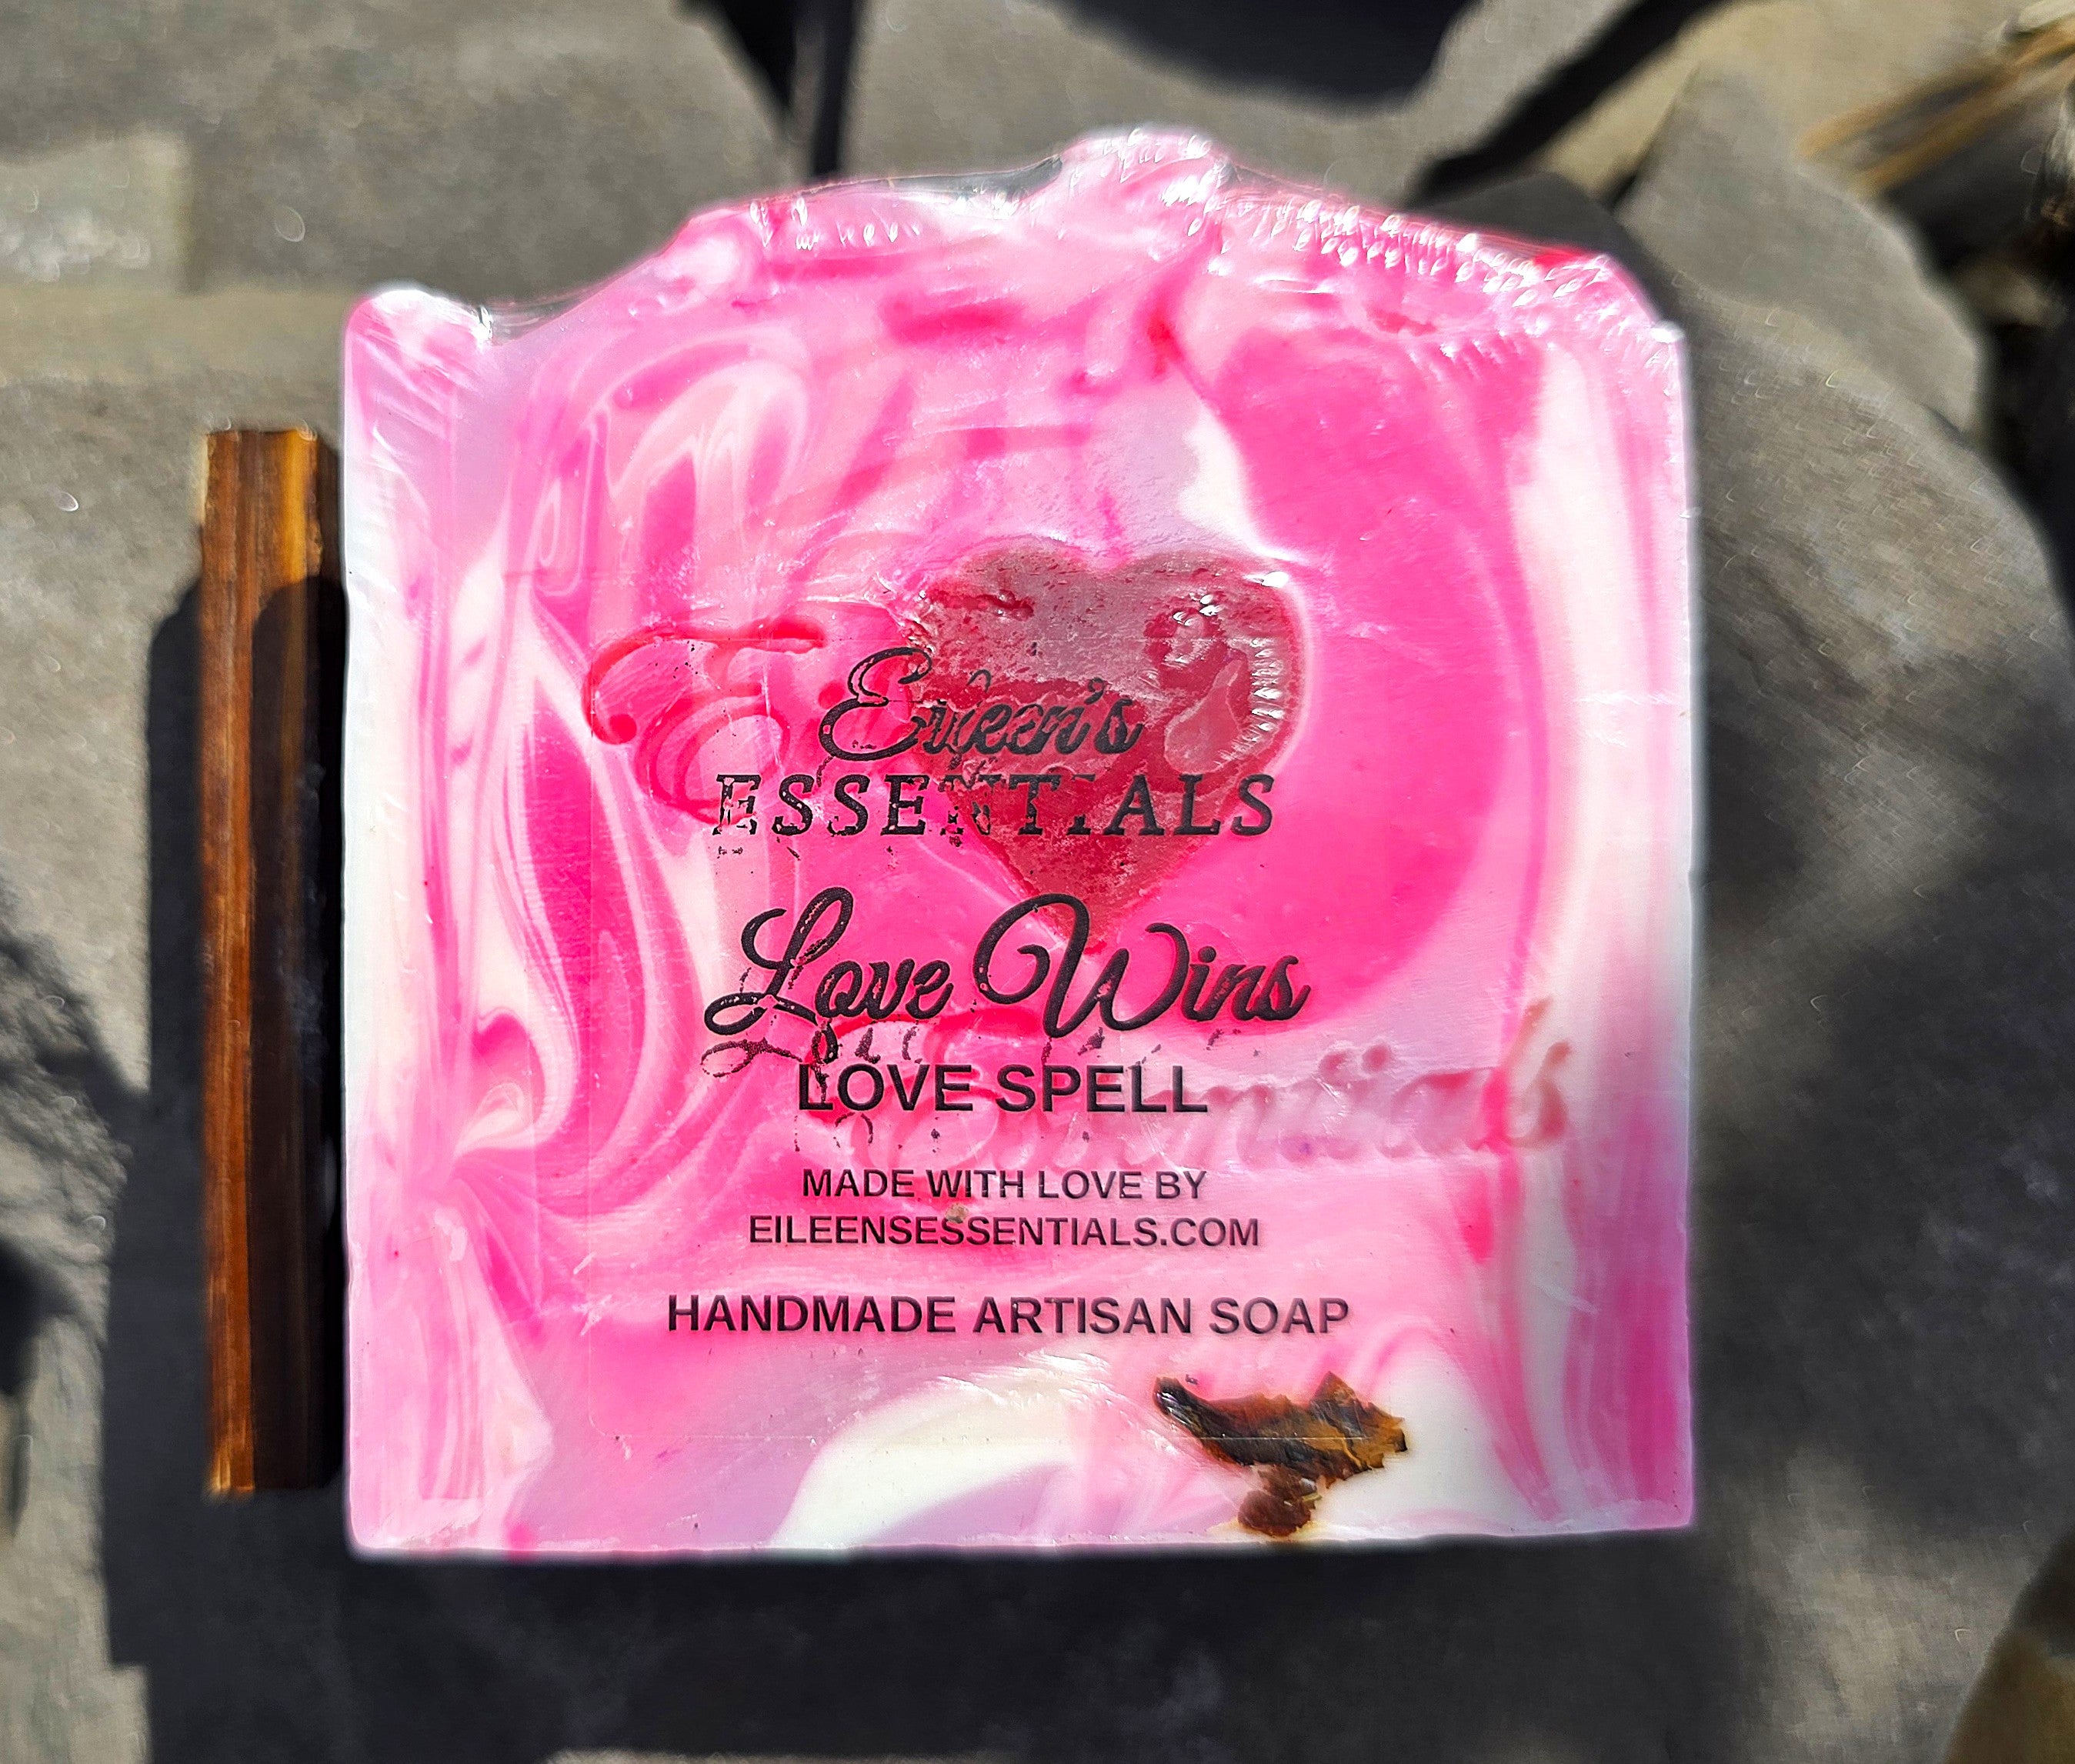 Eileen's
ESSENTIALS
Love Wins
LOVE SPELL
MADE WITH LOVE BY
EILEENSESSENTIALS.COM
HANDMADE ARTISAN SOAP